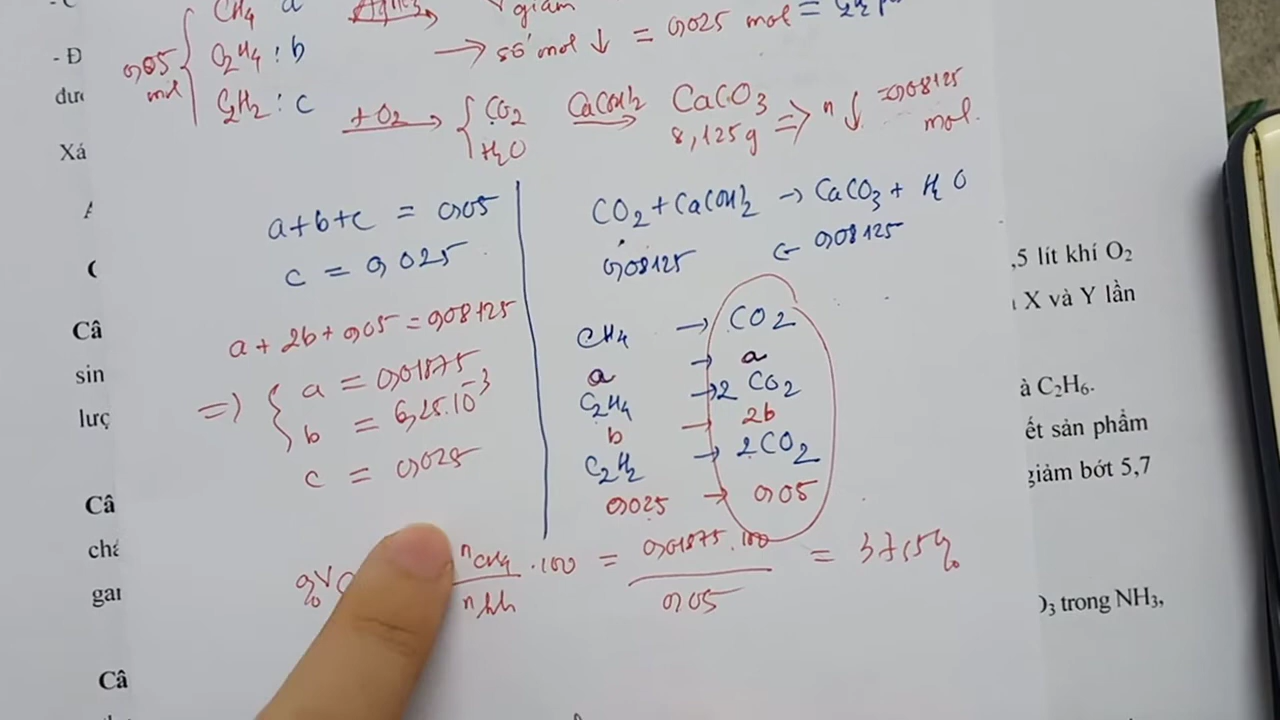 - Đ
đưc
Xá
Câ
sin
lượ
Câ
chá
gan
Câ
0,05 mol
CH4 a
C2H4 : b
C2H2 : c
AgNO3
V giảm
→ số mol ↓ = 0,025 mol =
+O2 → CO2 H2O
Ca(OH)2 → CaCO3 8,125g => n ↓ = 0,08125 mol.
a+b+c = 0,05
c = 0,025
a + 2b + 0,05 = 0,08125
=> a = 0,01875
b = 6,25.10^-3
c = 0,025
CO2 + Ca(OH)2 → CaCO3 + H2O
0,08125 ← 0,08125
CH4 → CO2
a → a
C2H4 → 2 CO2
b → 2b
C2H2 → 2CO2
0,025 → 0,05
%V nCH4/nhh .100 = 0,01875.100/0,05 = 37,5%
,5 lít khí O2
X và Y lần
à C2H6.
ết sản phẩm
giảm bớt 5,7
O3 trong NH3,